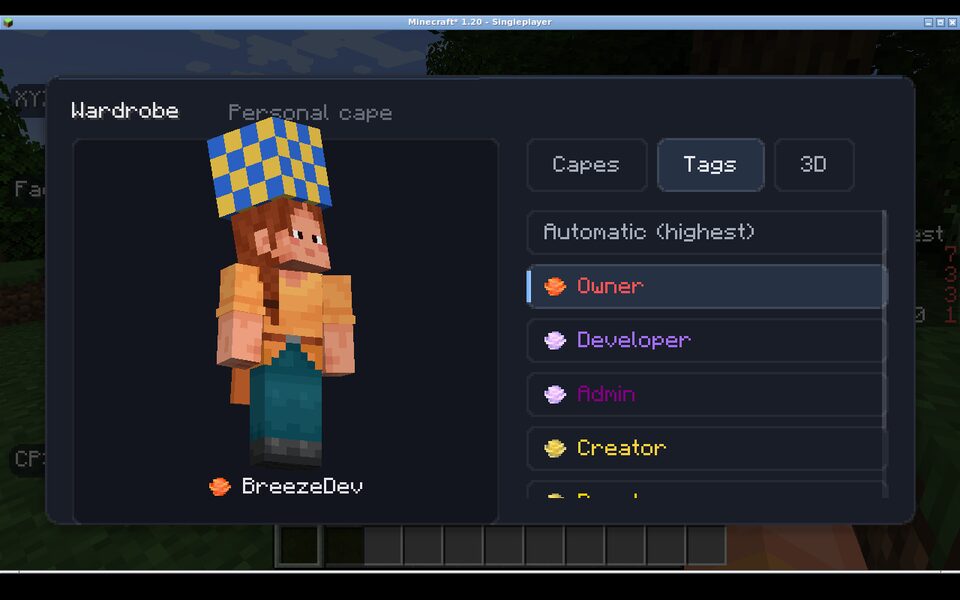 Minecraft* 1.20 - Singleplayer
Wardrobe
Personal cape
Capes
Tags
3D
Automatic (highest)
Owner
Developer
Admin
Creator
BreezeDev